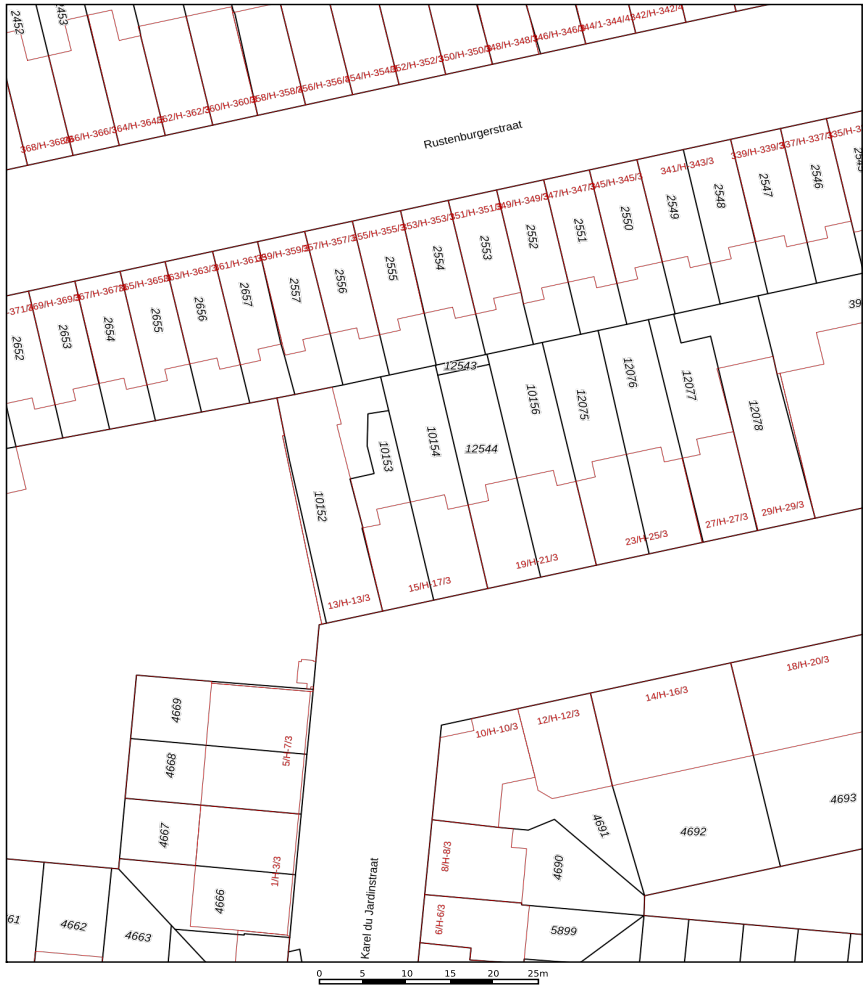 2452
2453
368/H-368/
366/H-366/
364/H-364/
362/H-362/
360/H-360/
358/H-358/
356/H-356/
354/H-354/
352/H-352/
350/H-350/
348/H-348/
346/H-346/
344/1-344/4
342/H-342/4
Rustenburgerstraat
335/H-3
337/H-337/
339/H-339/3
341/H-343/3
345/H-345/3
347/H-347/
349/H-349/
351/H-351/
353/H-353/
355/H-355/
357/H-357/
359/H-359/
361/H-361/
363/H-363/
365/H-365/
367/H-367/
369/H-369/
-371/
2546
2547
2548
2549
2550
2551
2552
2553
2554
2555
2556
2557
2657
2656
2655
2654
2653
2652
39
12543
12544
10152
10153
10154
10156
12075
12076
12077
12078
13/H-13/3
15/H-17/3
19/H-21/3
23/H-25/3
27/H-27/3
29/H-29/3
18/H-20/3
14/H-16/3
12/H-12/3
10/H-10/3
4669
4668
4667
4666
5/H-7/3
1/H-3/3
8/H-8/3
6/H-6/3
4690
4691
4692
4693
5899
61
4662
4663
Karel du Jardinstraat
0 5 10 15 20 25m